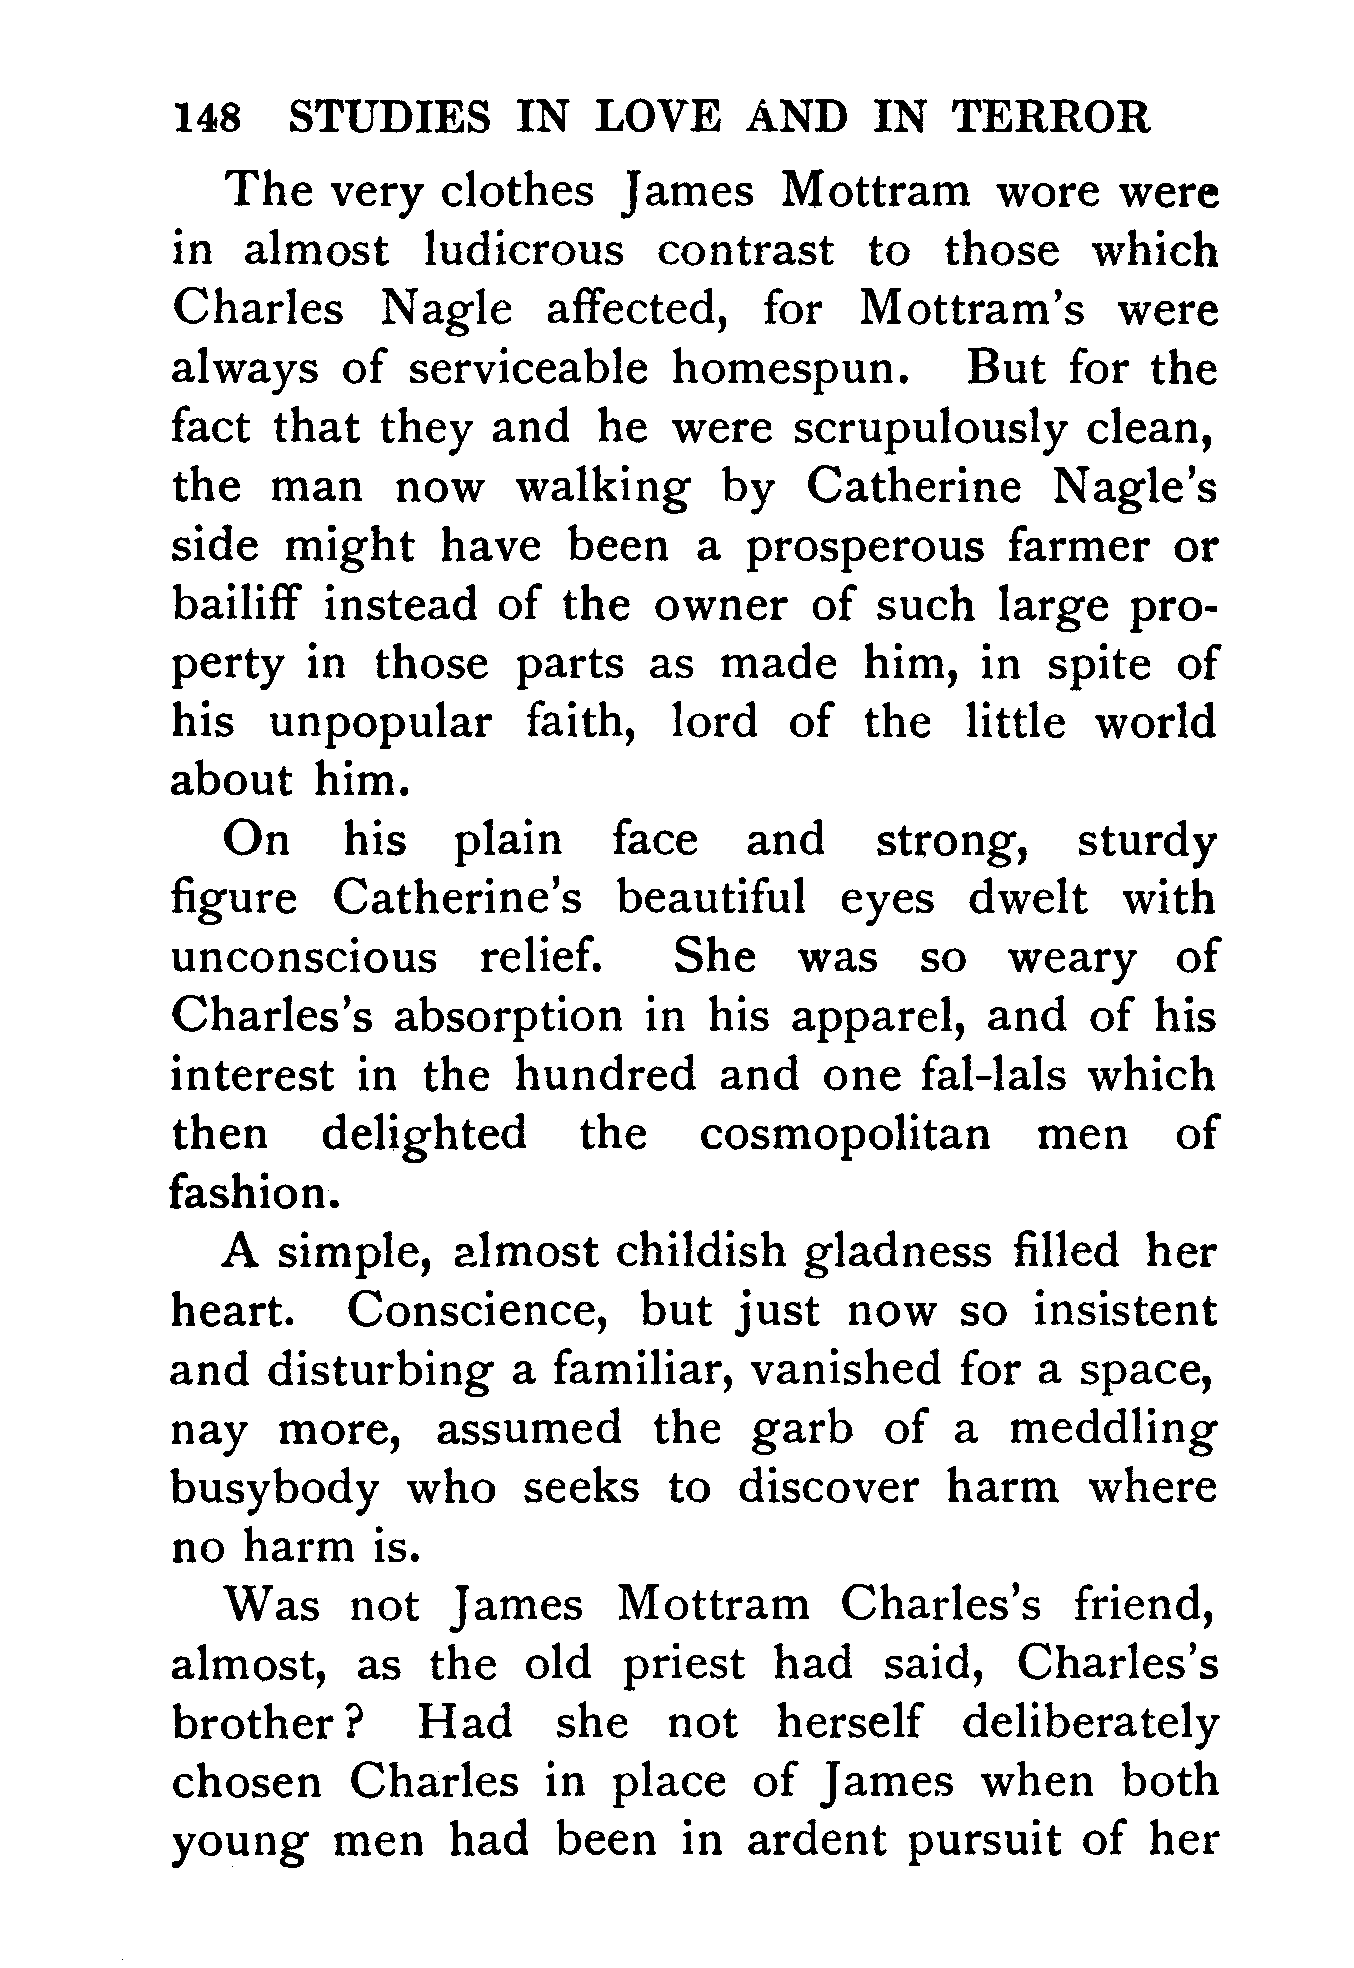 148 STUDIES IN LOVE AND IN TERROR
The very clothes James Mottram wore were
in almost ludicrous contrast to those which
Charles Nagle affected, for Mottram's were
always of serviceable homespun. But for the
fact that they and he were scrupulously clean,
the man now walking by Catherine Nagle's
side might have been a prosperous farmer or
bailiff instead of the owner of such large pro-
perty in those parts as made him, in spite of
his unpopular faith, lord of the little world
about him.
On his plain face and strong, sturdy
figure Catherine's beautiful eyes dwelt with
unconscious relief. She was so weary of
Charles's absorption in his apparel, and of his
interest in the hundred and one fal-lals which
then delighted the cosmopolitan men of
fashion.
A simple, almost childish gladness filled her
heart. Conscience, but just now so insistent
and disturbing a familiar, vanished for a space,
nay more, assumed the garb of a meddling
busybody who seeks to discover harm where
no harm is.
Was not James Mottram Charles's friend,
almost, as the old priest had said, Charles's
brother? Had she not herself deliberately
chosen Charles in place of James when both
young men had been in ardent pursuit of her